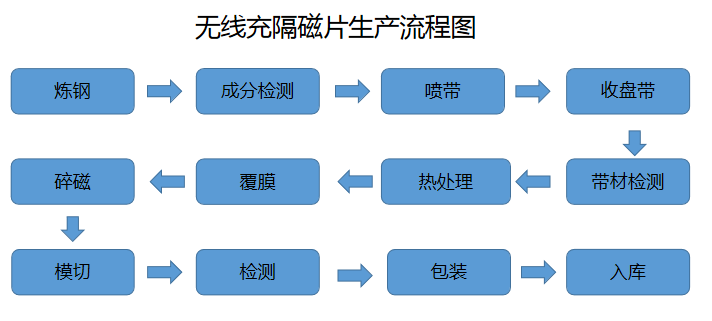 无线充隔磁片生产流程图
炼钢
成分检测
喷带
收盘带
带材检测
热处理
覆膜
碎磁
模切
检测
包装
入库